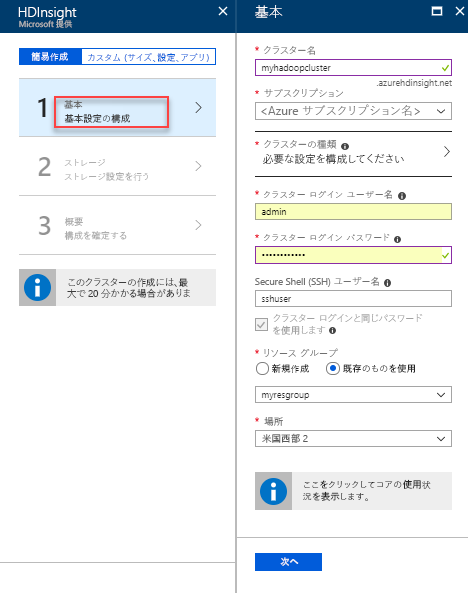 HDInsight
Microsoft 提供
簡易作成
カスタム (サイズ、設定、アプリ)
1
基本
基本設定の構成
2
ストレージ
ストレージ設定を行う
3
概要
構成を確定する
このクラスターの作成には、最
大で 20 分かかる場合がありま
基本
* クラスター名
myhadoopcluster
.azurehdinsight.net
* サブスクリプション
<Azure サブスクリプション名>
* クラスターの種類
必要な設定を構成してください
* クラスター ログイン ユーザー名
admin
* クラスター ログイン パスワード
••••••••••••
Secure Shell (SSH) ユーザー名
sshuser
クラスター ログインと同じパスワード
を使用します
* リソース グループ
新規作成
既存のものを使用
myresgroup
* 場所
米国西部 2
ここをクリックしてコアの使用状
況を表示します。
次へ